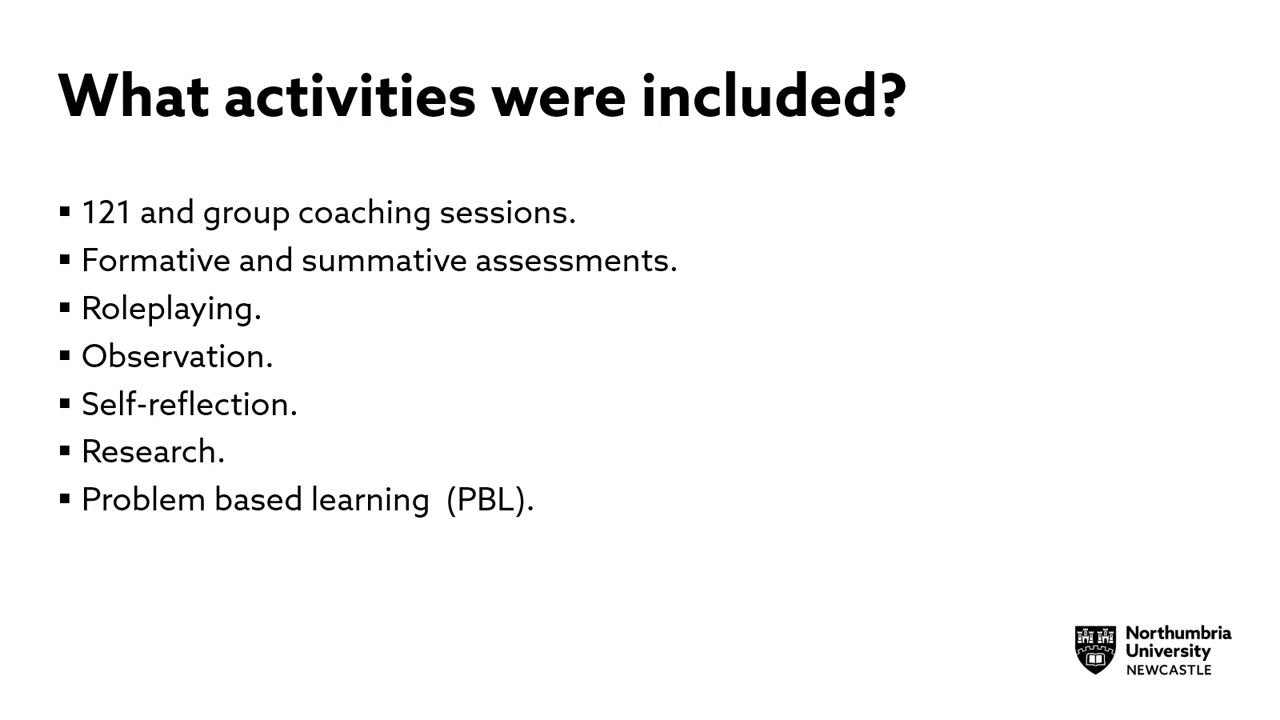 What activities were included?
▪ 121 and group coaching sessions.
▪ Formative and summative assessments.
▪ Roleplaying.
▪ Observation.
▪ Self-reflection.
▪ Research.
▪ Problem based learning  (PBL).
Northumbria
University
NEWCASTLE